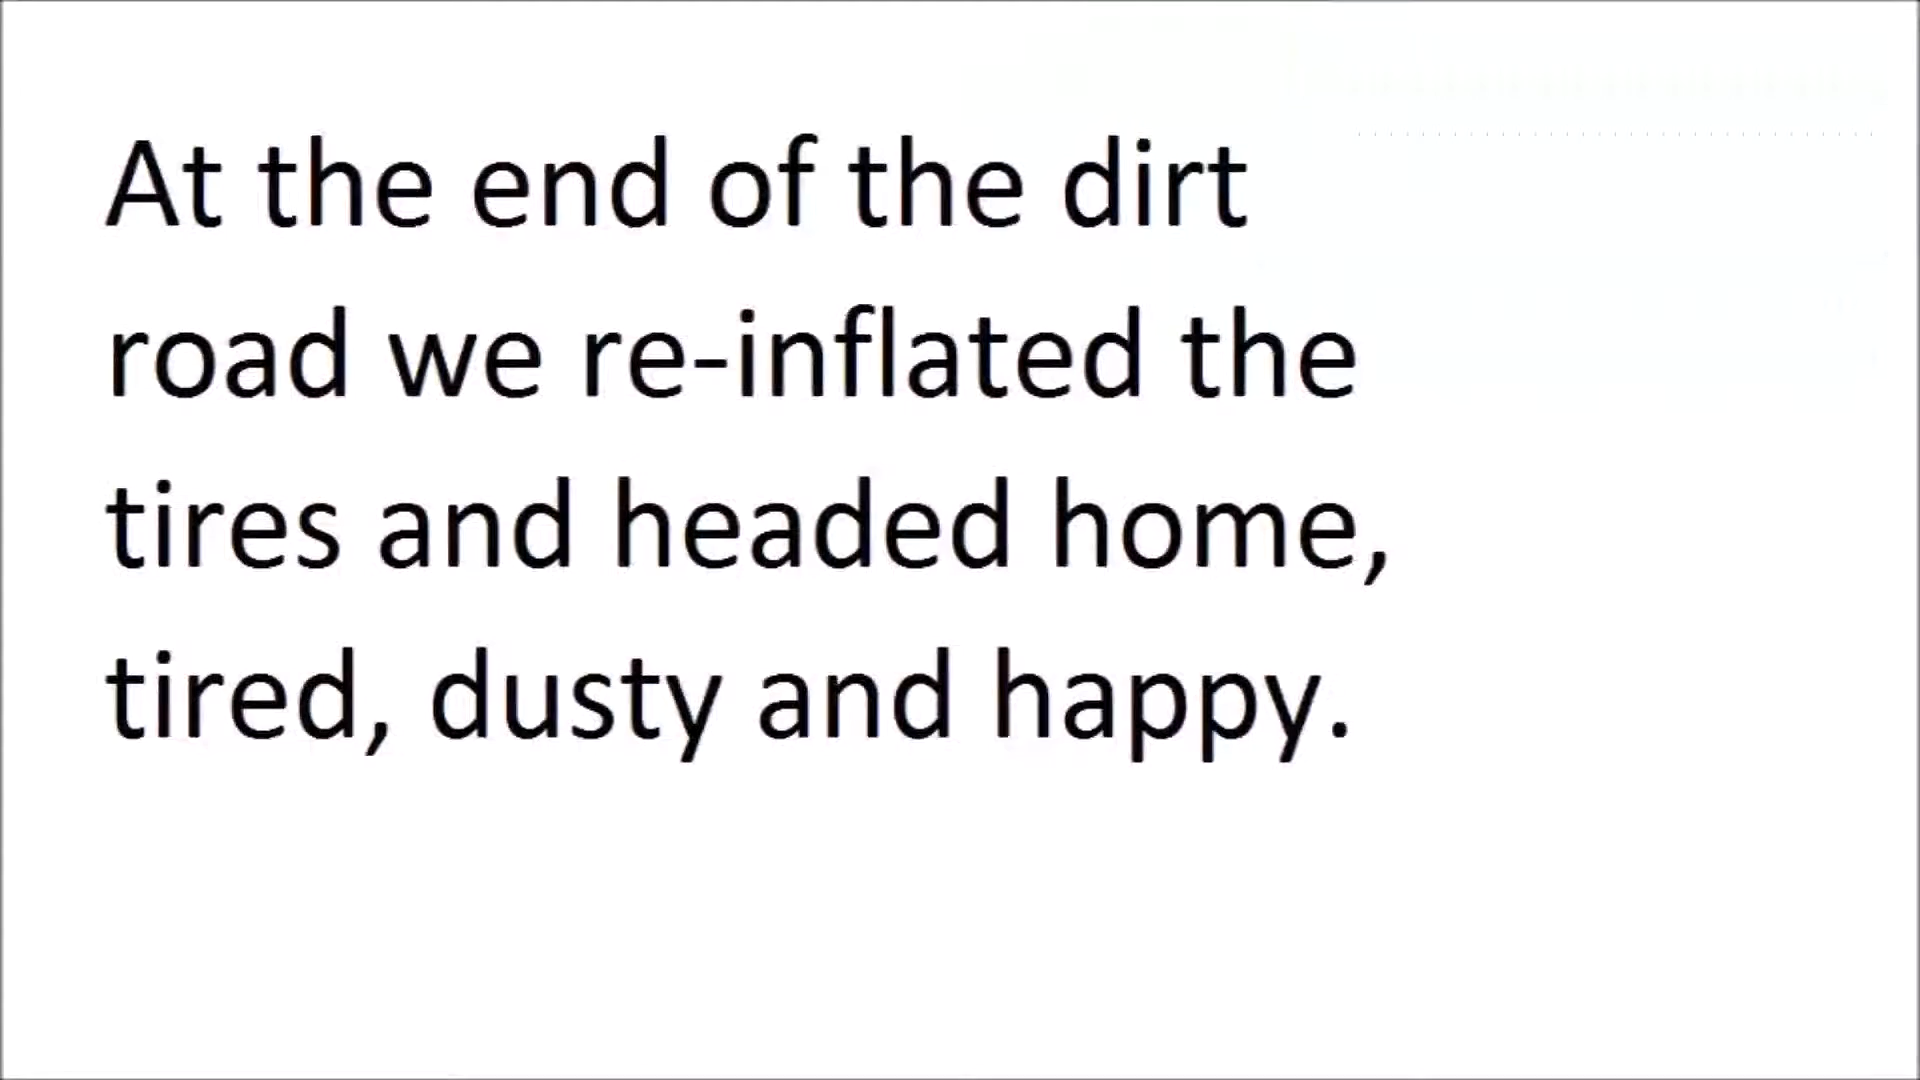 At the end of the dirt
road we re-inflated the
tires and headed home,
tired, dusty and happy.